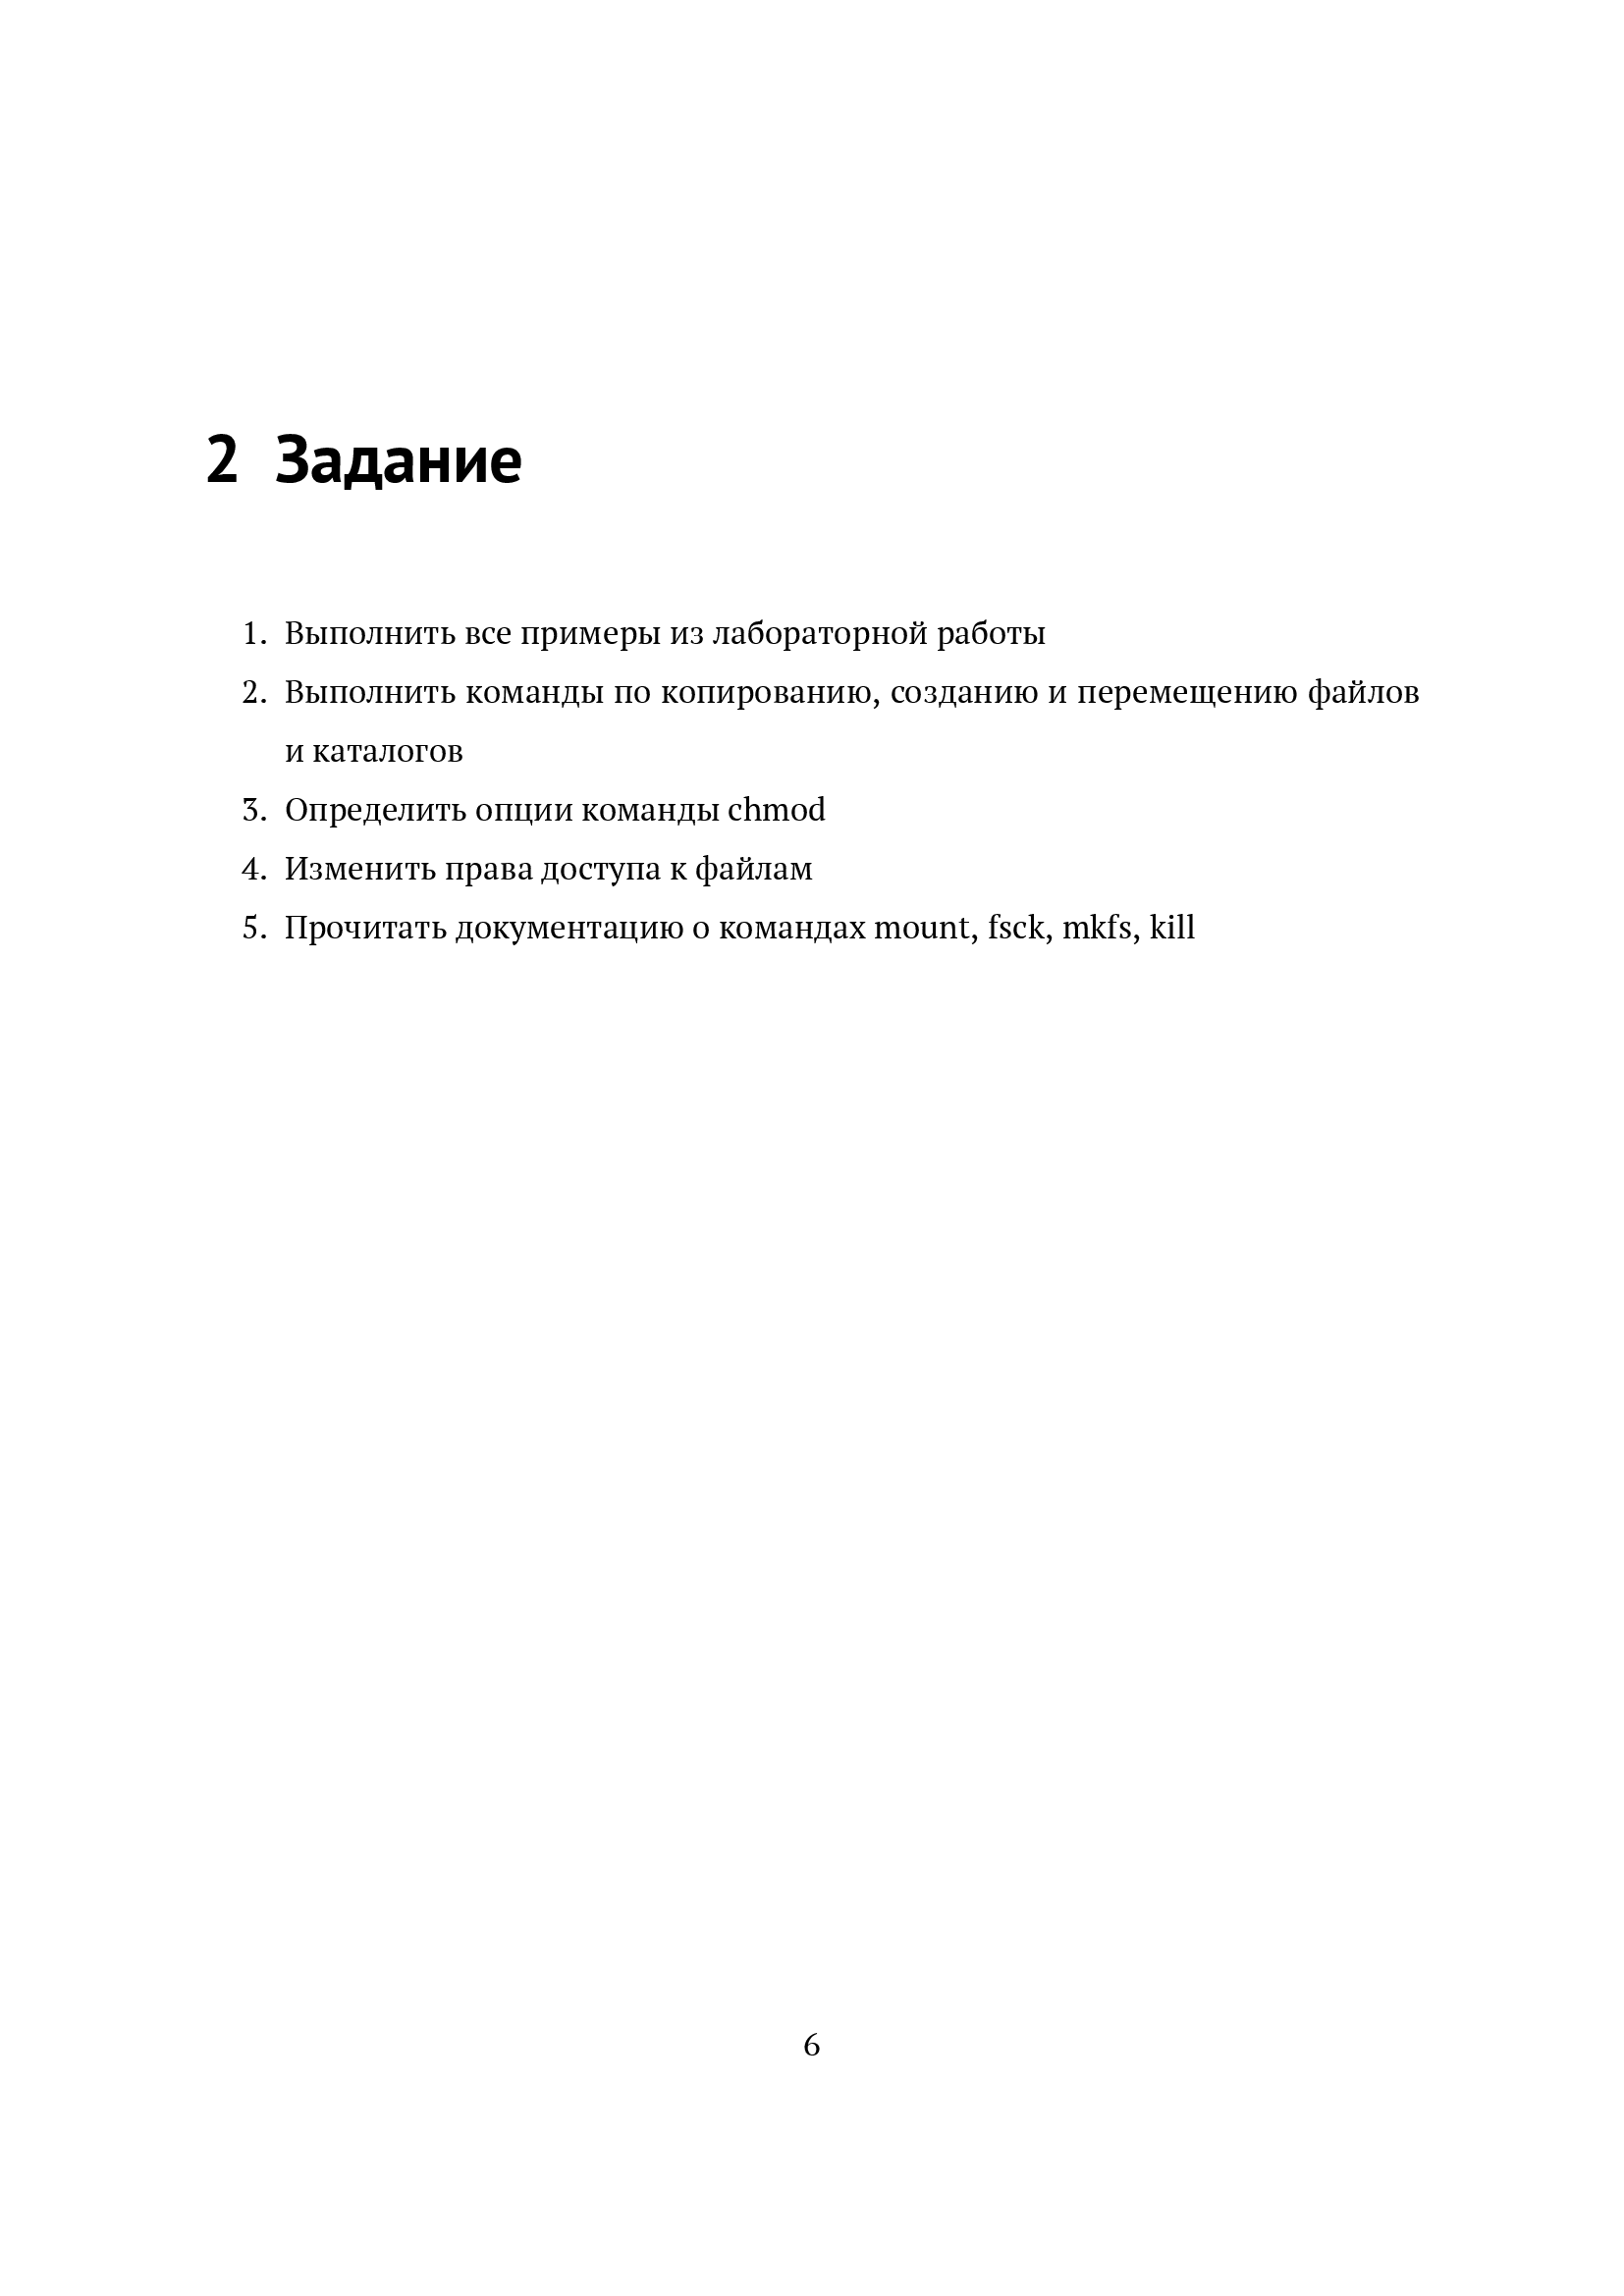 2 Задание
1. Выполнить все примеры из лабораторной работы
2. Выполнить команды по копированию, созданию и перемещению файлов
и каталогов
3. Определить опции команды chmod
4. Изменить права доступа к файлам
5. Прочитать документацию о командах mount, fsck, mkfs, kill
6